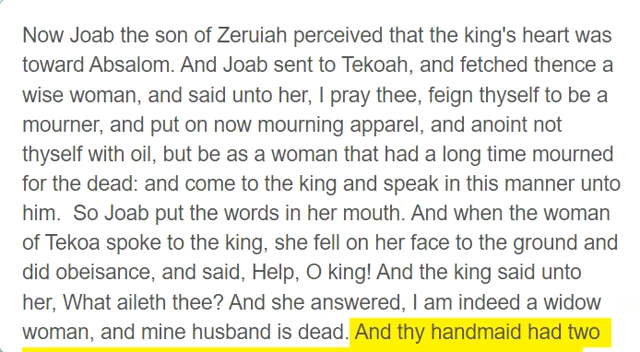 Now Joab the son of Zeruiah perceived that the king's heart was
toward Absalom. And Joab sent to Tekoah, and fetched thence a
wise woman, and said unto her, I pray thee, feign thyself to be a
mourner, and put on now mourning apparel, and anoint not
thyself with oil, but be as a woman that had a long time mourned
for the dead: and come to the king and speak in this manner unto
him.  So Joab put the words in her mouth. And when the woman
of Tekoa spoke to the king, she fell on her face to the ground and
did obeisance, and said, Help, O king! And the king said unto
her, What aileth thee? And she answered, I am indeed a widow
woman, and mine husband is dead. And thy handmaid had two